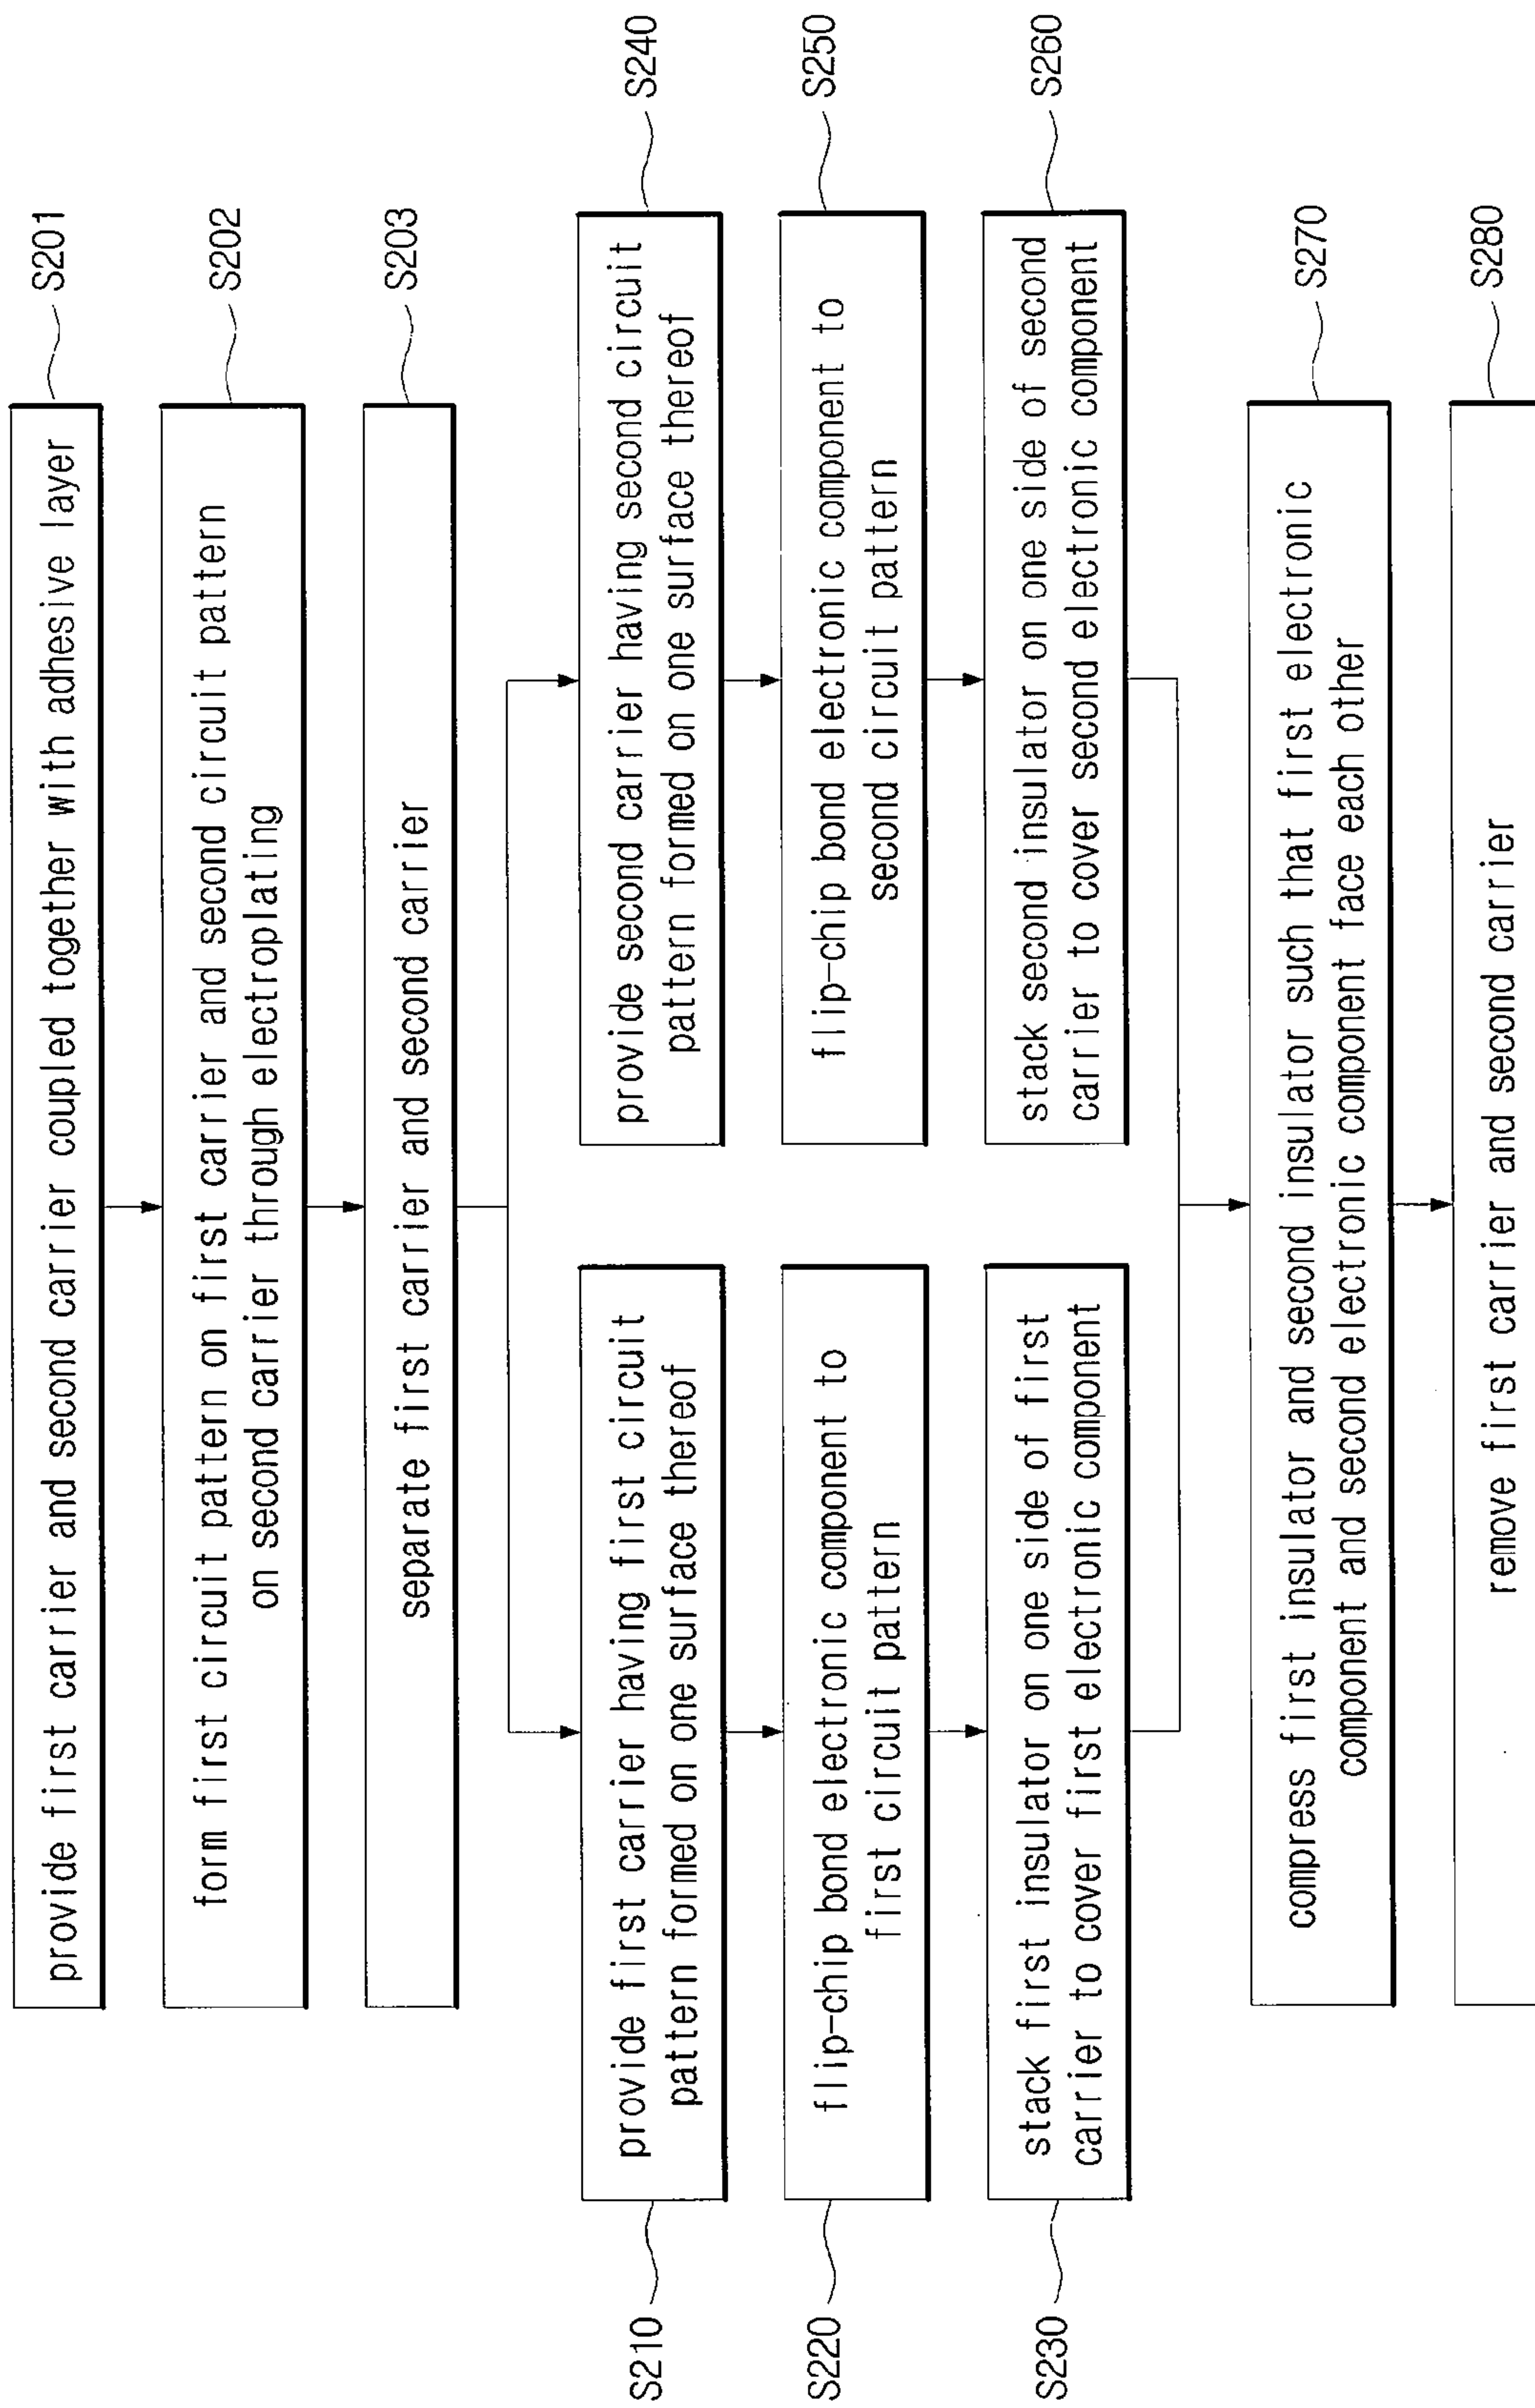 provide first carrier and second carrier coupled together with adhesive layer
S201
form first circuit pattern on first carrier and second circuit pattern
on second carrier through electroplating
S202
separate first carrier and second carrier
S203
S210
provide first carrier having first circuit
pattern formed on one surface thereof
provide second carrier having second circuit
pattern formed on one surface thereof
S240
S220
flip-chip bond electronic component to
first circuit pattern
flip-chip bond electronic component to
second circuit pattern
S250
S230
stack first insulator on one side of first
carrier to cover first electronic component
stack second insulator on one side of second
carrier to cover second electronic component
S260
compress first insulator and second insulator such that first electronic
component and second electronic component face each other
S270
remove first carrier and second carrier
S280